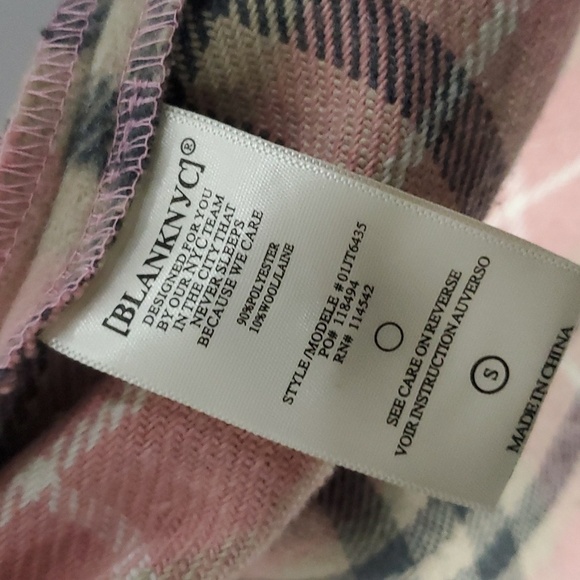 [BLANKNYC]®
DESIGNED FOR YOU
BY OUR NYC TEAM
IN THE CITY THAT
NEVER SLEEPS
BECAUSE WE CARE
90%POLYESTER
10%WOOL/LAINE
STYLE/MODELE #01JT6435
PO# 118494
RN# 114542
SEE CARE ON REVERSE
VOIR INSTRUCTION AUVERSO
S
MADE IN CHINA